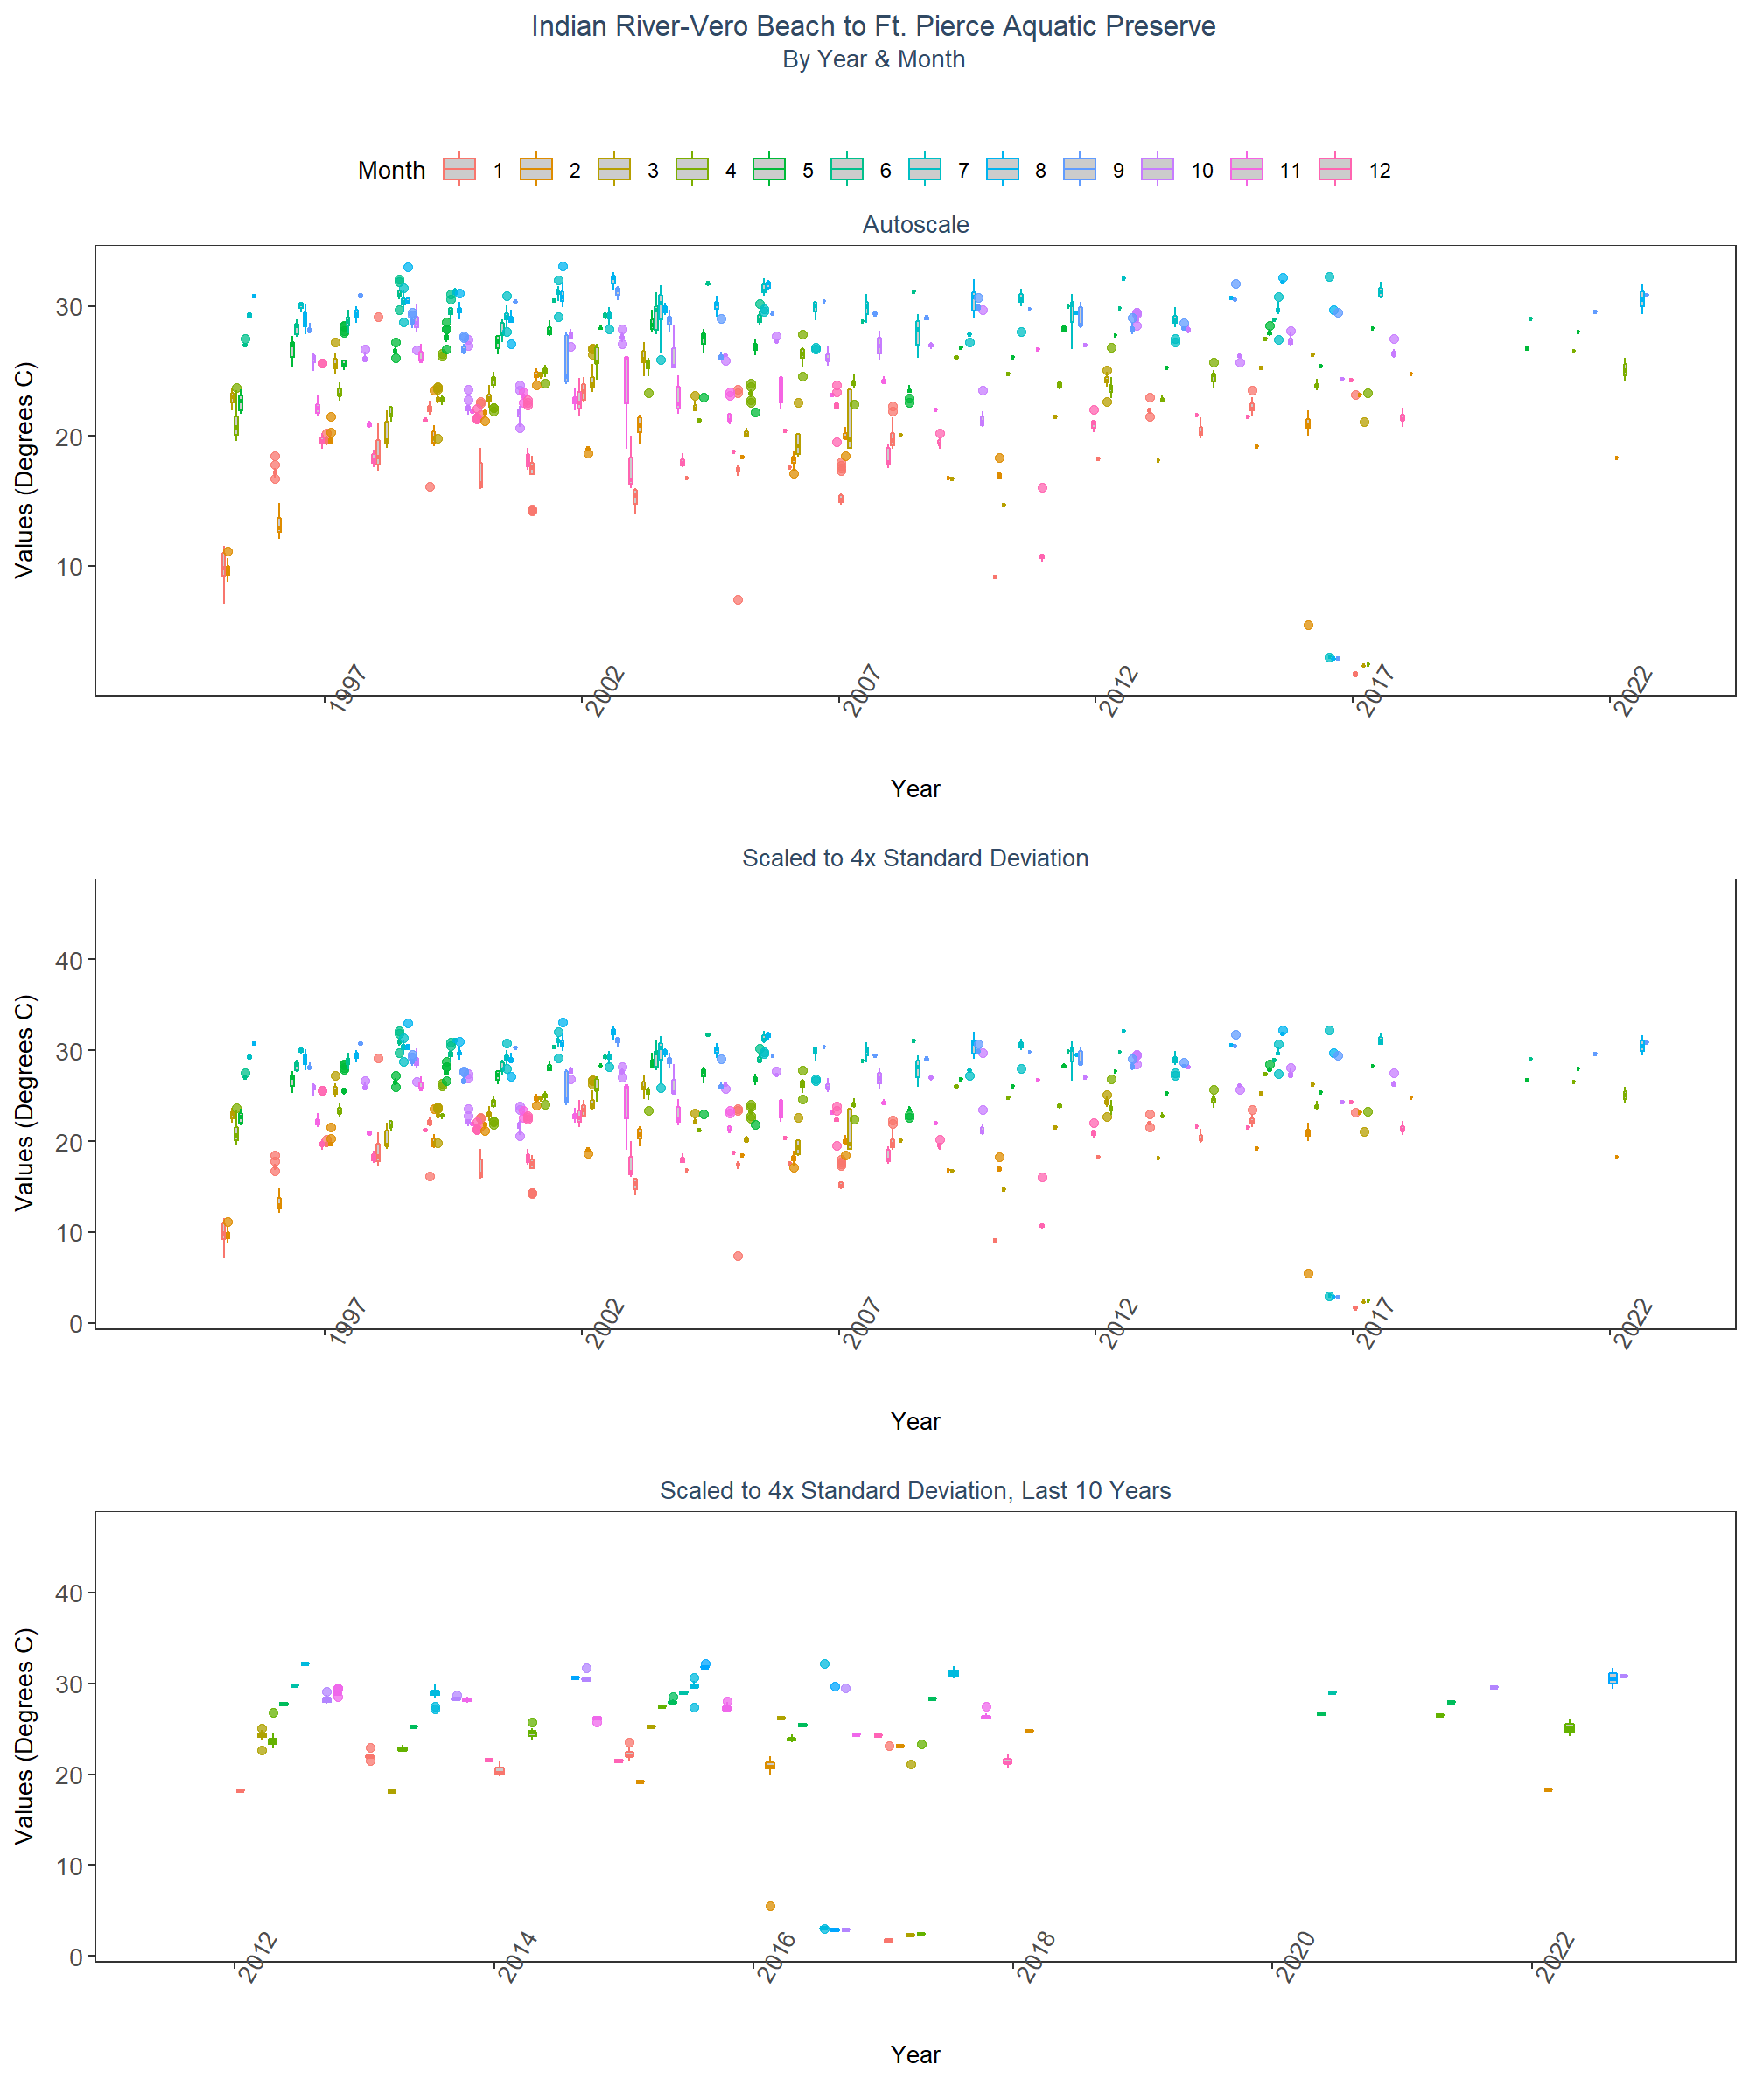 Indian River-Vero Beach to Ft. Pierce Aquatic Preserve
By Year & Month
Month 1 2 3 4 5 6 7 8 9 10 11 12
Autoscale
Values (Degrees C)
30
20
10
1997 2002 2007 2012 2017 2022
Year
Scaled to 4x Standard Deviation
Values (Degrees C)
40
30
20
10
0
1997 2002 2007 2012 2017 2022
Year
Scaled to 4x Standard Deviation, Last 10 Years
Values (Degrees C)
40
30
20
10
0
2012 2014 2016 2018 2020 2022
Year